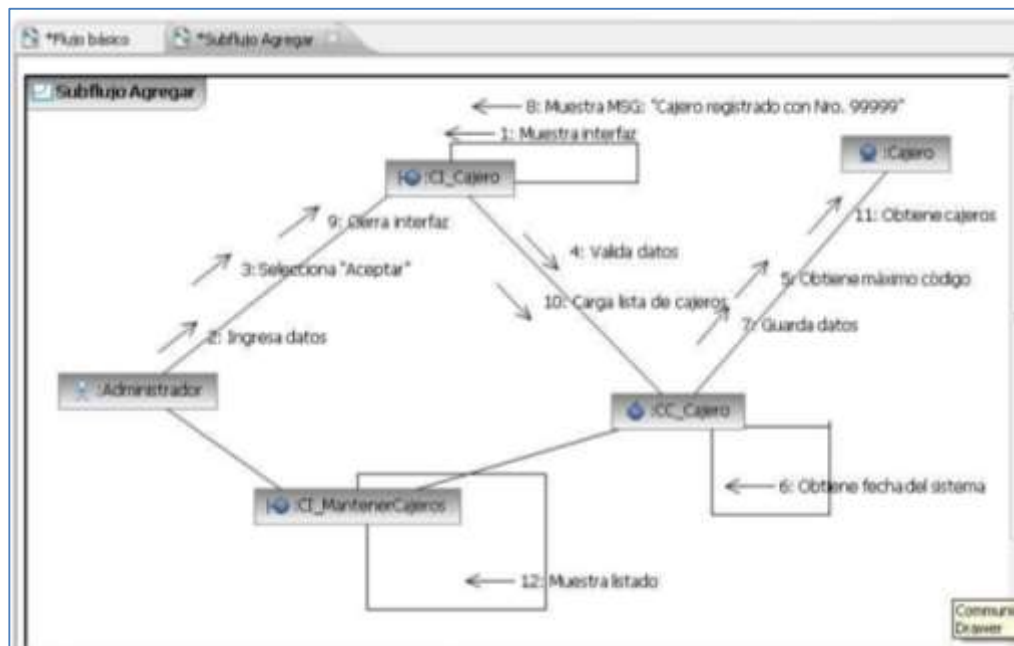 *Flujo básico
*Subflujo Agregar
Subflujo Agregar
8: Muestra MSG: "Cajero registrado con Nro. 99999"
1: Muestra interfaz
:CI_Cajero
:Cajero
9: Cierra interfaz
11: Obtiene cajeros
3: Selecciona "Aceptar"
4: Valida datos
5: Obtiene máximo código
10: Carga lista de cajeros
2: Ingresa datos
7: Guarda datos
:Administrador
:CC_Cajero
:CI_MantenerCajeros
6: Obtiene fecha del sistema
12: Muestra listado
Communi
Drawer